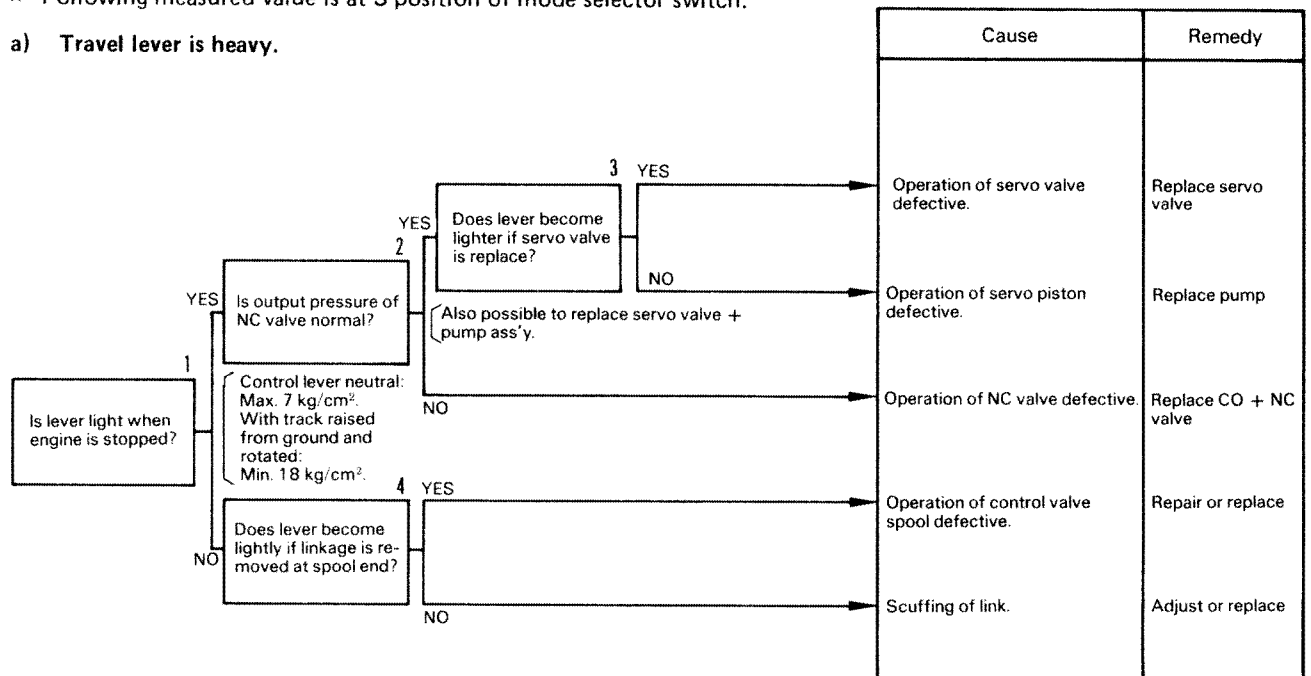 Following measured value is at S position of mode selector switch.
a) Travel lever is heavy.
Cause
Remedy
1
Is lever light when
engine is stopped?
YES
NO
2
Is output pressure of
NC valve normal?
Control lever neutral:
Max. 7 kg/cm².
With track raised
from ground and
rotated:
Min. 18 kg/cm².
YES
NO
3
Does lever become
lighter if servo valve
is replace?
Also possible to replace servo valve +
pump ass'y.
YES
NO
4
Does lever become
lightly if linkage is re-
moved at spool end?
YES
NO
Operation of servo valve
defective.
Replace servo
valve
Operation of servo piston
defective.
Replace pump
Operation of NC valve defective.
Replace CO + NC
valve
Operation of control valve
spool defective.
Repair or replace
Scuffing of link.
Adjust or replace